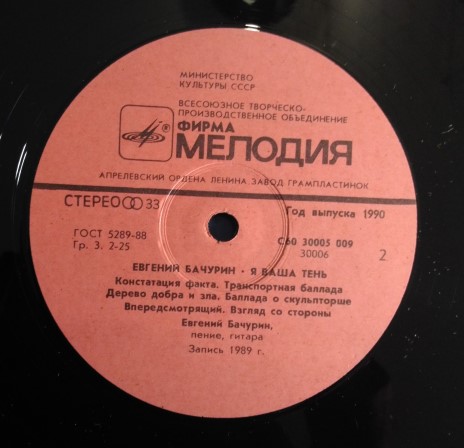 МИНИСТЕРСТВО
КУЛЬТУРЫ СССР
ВСЕСОЮЗНОЕ ТВОРЧЕСКО-
ПРОИЗВОДСТВЕННОЕ ОБЪЕДИНЕНИЕ
ФИРМА
®
МЕЛОДИЯ
АПРЕЛЕВСКИЙ ОРДЕНА ЛЕНИНА ЗАВОД ГРАМПЛАСТИНОК
СТЕРЕО 33
Год выпуска 1990
ГОСТ 5289-88
Гр. 3. 2-25
С60 30005 009
30006
2
ЕВГЕНИЙ БАЧУРИН - Я ВАША ТЕНЬ
Констатация факта. Транспортная баллада
Дерево добра и зла. Баллада о скульпторше
Впередсмотрящий. Взгляд со стороны
Евгений Бачурин,
пение, гитара
Запись 1989 г.